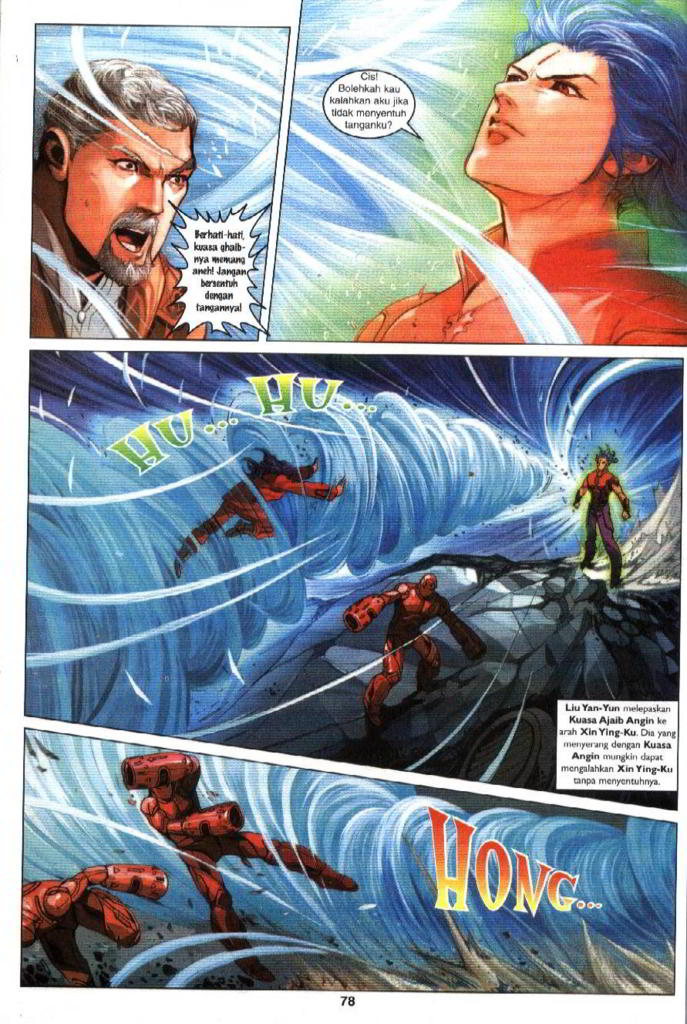 Berhati-hati,
kuasa ghaib-
nya memang
aneh! Jangan
bersentuh
dengan
tangannya!
Cis!
Bolehkah kau
kalahkan aku jika
tidak menyentuh
tanganku?
HU... HU...
Liu Yan-Yun melepaskan
Kuasa Ajaib Angin ke
arah Xin Ying-Ku. Dia yang
menyerang dengan Kuasa
Angin mungkin dapat
mengalahkan Xin Ying-Ku
tanpa menyentuhnya.
HONG...
78